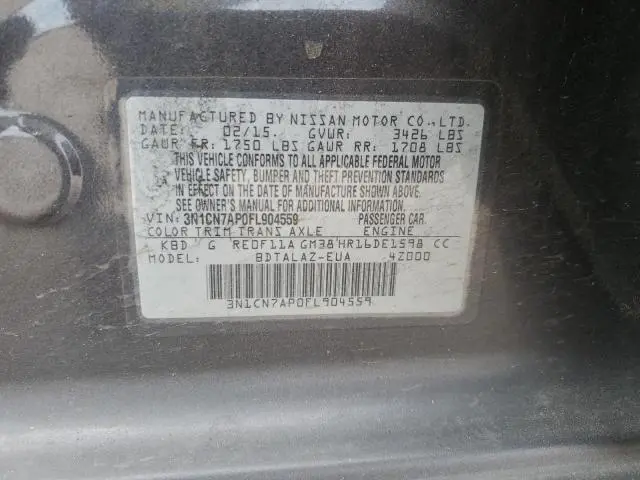 MANUFACTURED BY NISSAN MOTOR CO.,LTD.
DATE: 02/15. GVWR: 3426 LBS
GAWR FR: 1750 LBS GAWR RR: 1708 LBS
THIS VEHICLE CONFORMS TO ALL APPLICABLE FEDERAL MOTOR
VEHICLE SAFETY, BUMPER AND THEFT PREVENTION STANDARDS
IN EFFECT ON THE DATE OF MANUFACTURE SHOWN ABOVE.
SEE OWNER'S MANUAL FOR ADDITIONAL INFORMATION.
VIN: 3N1CN7AP0FL904559 PASSENGER CAR.
COLOR TRIM TRANS AXLE ENGINE
KBD G RE0F11A GM38 HR16DE1598 CC
MODEL: BDTALAZ-EUA 4Z000
3N1CN7AP0FL904559